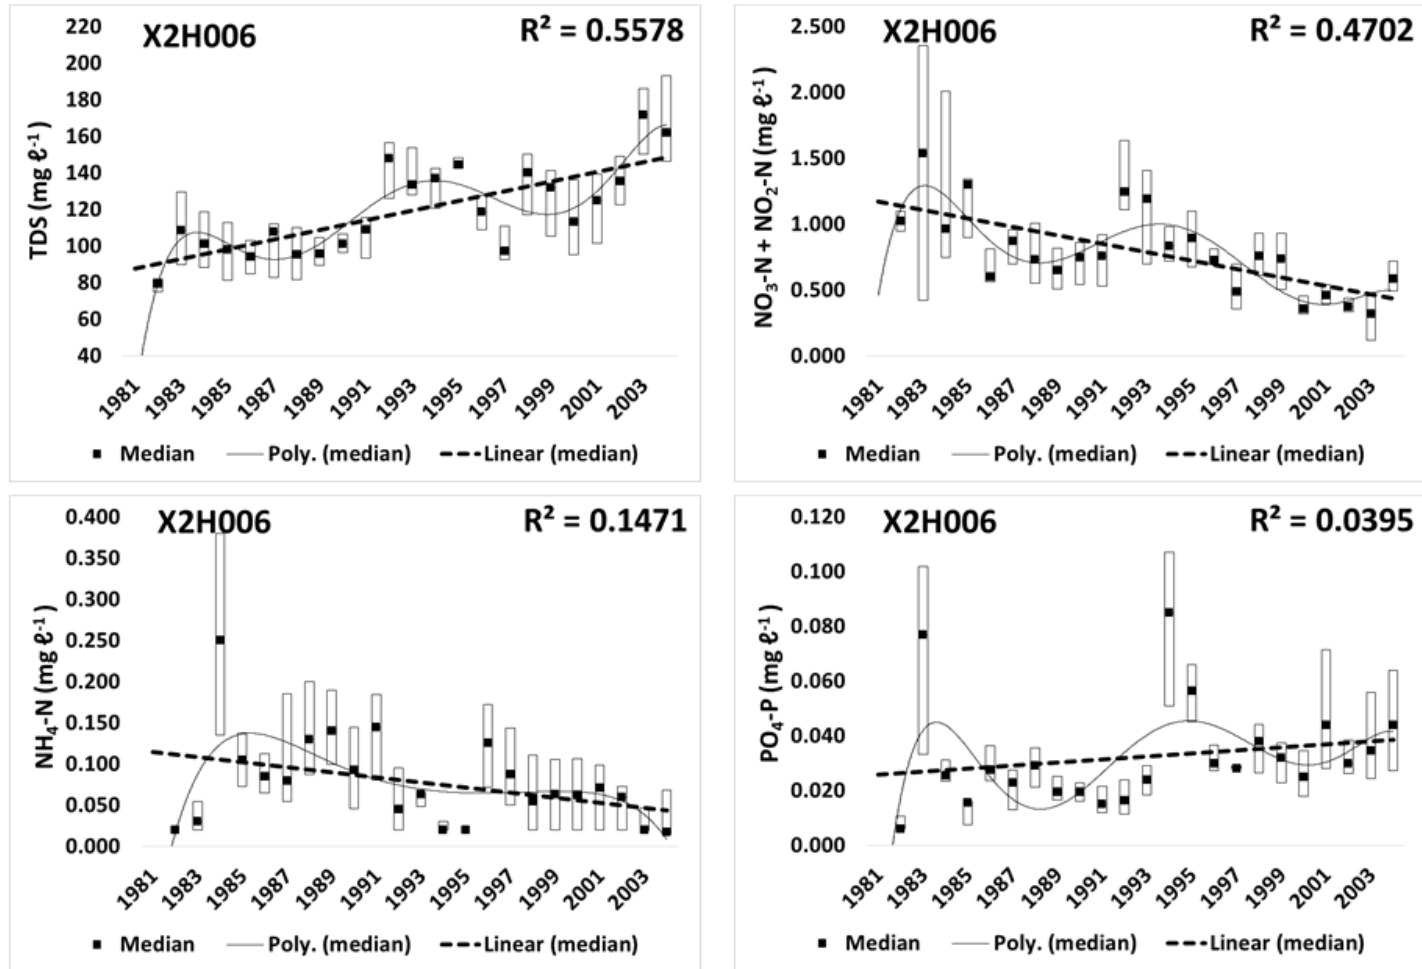 X2H006
R² = 0.5578
TDS (mg ℓ⁻¹)
220
200
180
160
140
120
100
80
60
40
1981 1983 1985 1987 1989 1991 1993 1995 1997 1999 2001 2003
Median Poly. (median) Linear (median)
X2H006
R² = 0.4702
NO₃-N + NO₂-N (mg ℓ⁻¹)
2.500
2.000
1.500
1.000
0.500
0.000
1981 1983 1985 1987 1989 1991 1993 1995 1997 1999 2001 2003
Median Poly. (median) Linear (median)
X2H006
R² = 0.1471
NH₄-N (mg ℓ⁻¹)
0.400
0.350
0.300
0.250
0.200
0.150
0.100
0.050
0.000
1981 1983 1985 1987 1989 1991 1993 1995 1997 1999 2001 2003
Median Poly. (median) Linear (median)
X2H006
R² = 0.0395
PO₄-P (mg ℓ⁻¹)
0.120
0.100
0.080
0.060
0.040
0.020
0.000
1981 1983 1985 1987 1989 1991 1993 1995 1997 1999 2001 2003
Median Poly. (median) Linear (median)